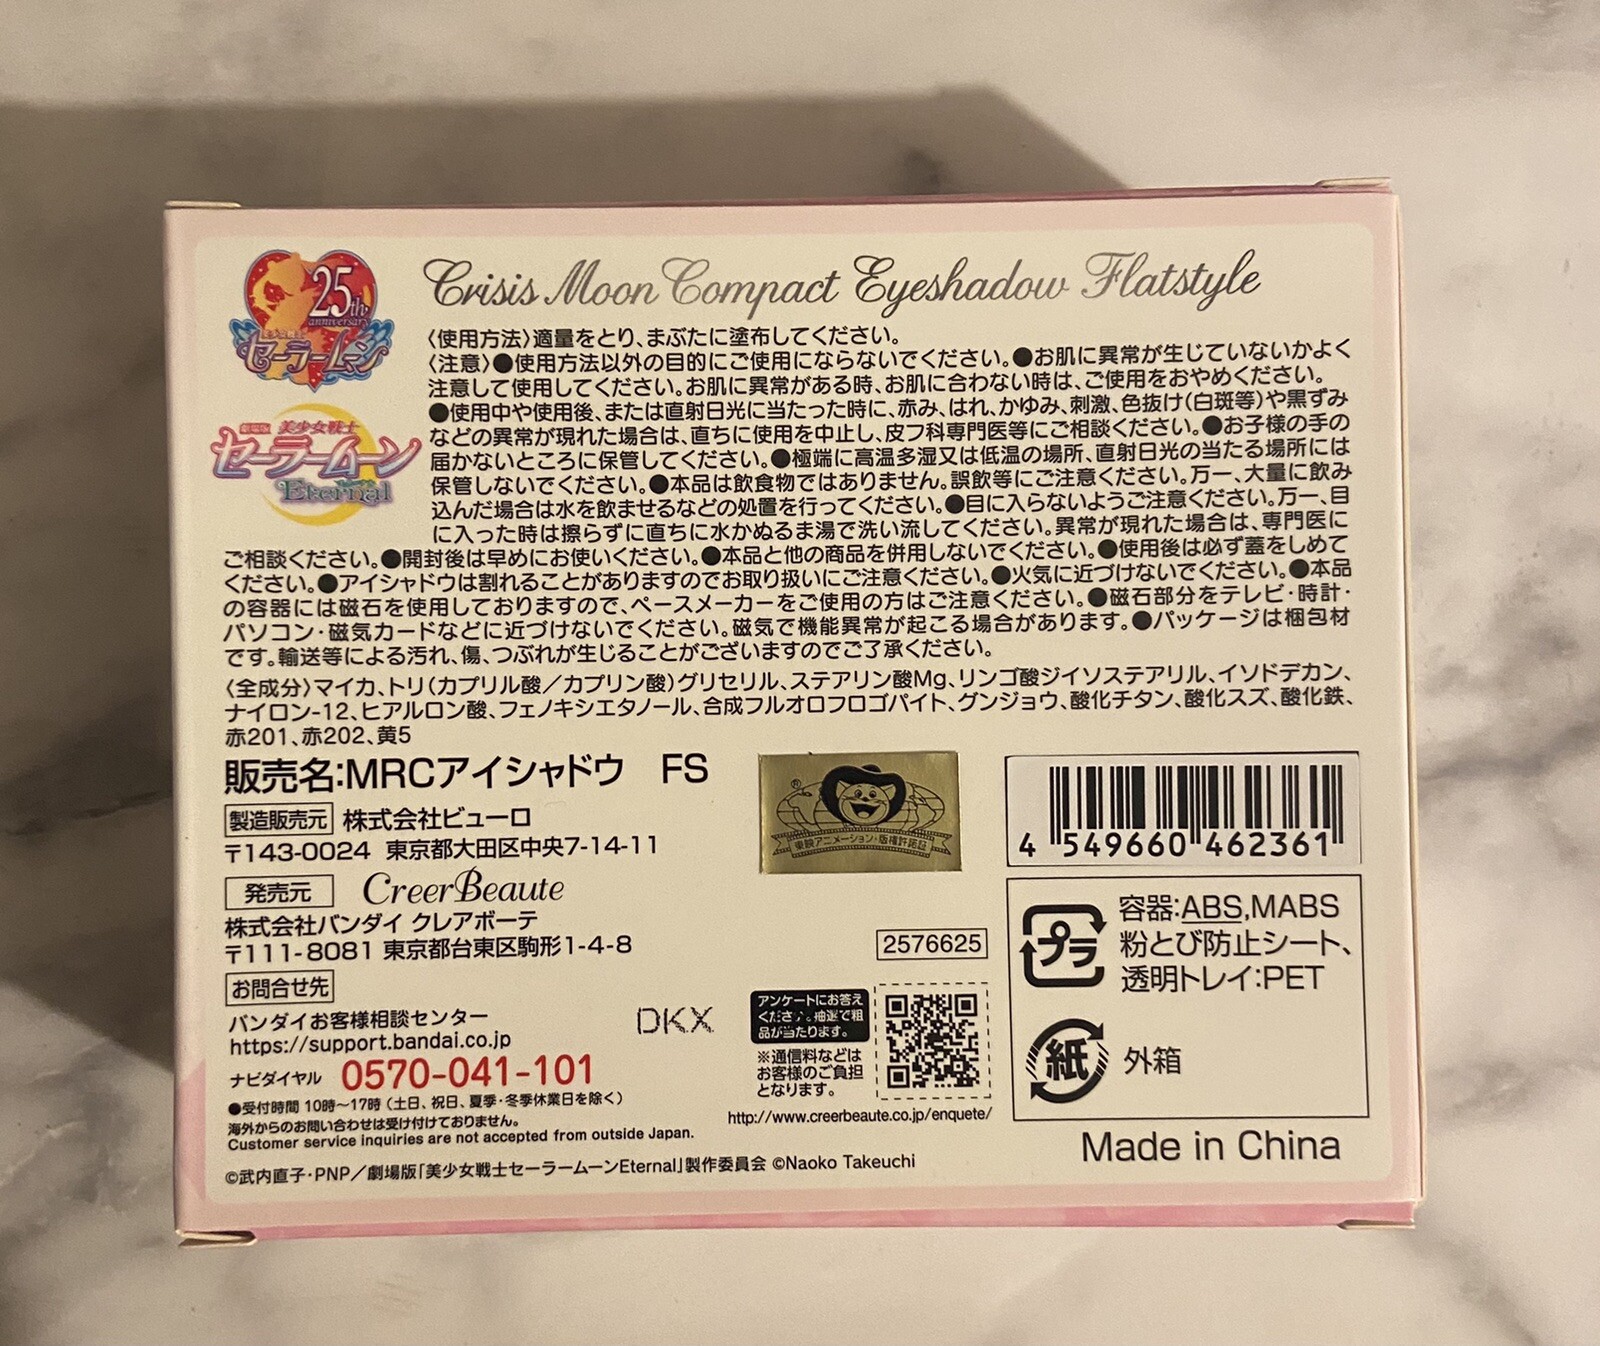 25th
anniversary
美少女戦士
セーラームーン
劇場版 美少女戦士
セーラームーン
Eternal
Crisis Moon Compact Eyeshadow Flatstyle
〈使用方法〉適量をとり、まぶたに塗布してください。
〈注意〉●使用方法以外の目的にご使用にならないでください。●お肌に異常が生じていないかよく
注意して使用してください。お肌に異常がある時、お肌に合わない時は、ご使用をおやめください。
●使用中や使用後、または直射日光に当たった時に、赤み、はれ、かゆみ、刺激、色抜け(白斑等)や黒ずみ
などの異常が現れた場合は、直ちに使用を中止し、皮フ科専門医等にご相談ください。●お子様の手の
届かないところに保管してください。●極端に高温多湿又は低温の場所、直射日光の当たる場所には
保管しないでください。●本品は飲食物ではありません。誤飲等にご注意ください。万一、大量に飲み
込んだ場合は水を飲ませるなどの処置を行ってください。●目に入らないようご注意ください。万一、目
に入った時は擦らずに直ちに水かぬるま湯で洗い流してください。異常が現れた場合は、専門医に
ご相談ください。●開封後は早めにお使いください。●本品と他の商品を併用しないでください。●使用後は必ず蓋をしめて
ください。●アイシャドウは割れることがありますのでお取り扱いにご注意ください。●火気に近づけないでください。●本品
の容器には磁石を使用しておりますので、ペースメーカーをご使用の方はご注意ください。●磁石部分をテレビ・時計・
パソコン・磁気カードなどに近づけないでください。磁気で機能異常が起こる場合があります。●パッケージは梱包材
です。輸送等による汚れ、傷、つぶれが生じることがございますのでご了承ください。
〈全成分〉マイカ、トリ(カプリル酸／カプリン酸)グリセリル、ステアリン酸Mg、リンゴ酸ジイソステアリル、イソドデカン、
ナイロン-12、ヒアルロン酸、フェノキシエタノール、合成フルオロフロゴパイト、グンジョウ、酸化チタン、酸化スズ、酸化鉄、
赤201、赤202、黄5
販売名:MRCアイシャドウ FS
製造販売元 株式会社ビューロ
〒143-0024 東京都大田区中央7-14-11
発売元 CreerBeaute
株式会社バンダイ クレアボーテ
〒111-8081 東京都台東区駒形1-4-8
お問合せ先
バンダイお客様相談センター
https://support.bandai.co.jp
ナビダイヤル 0570-041-101
●受付時間 10時〜17時(土日、祝日、夏季・冬季休業日を除く)
海外からのお問い合わせは受け付けておりません。
Customer service inquiries are not accepted from outside Japan.
©武内直子・PNP／劇場版「美少女戦士セーラームーンEternal」製作委員会 ©Naoko Takeuchi
®
東映アニメーション・版権許諾証
DKX
2576625
アンケートにお答え
ください。抽選で粗
品が当たります。
※通信料などは
お客様のご負担
となります。
http://www.creerbeaute.co.jp/enquete/
4 549660 462361
プラ
容器:ABS,MABS
粉とび防止シート、
透明トレイ:PET
紙
外箱
Made in China